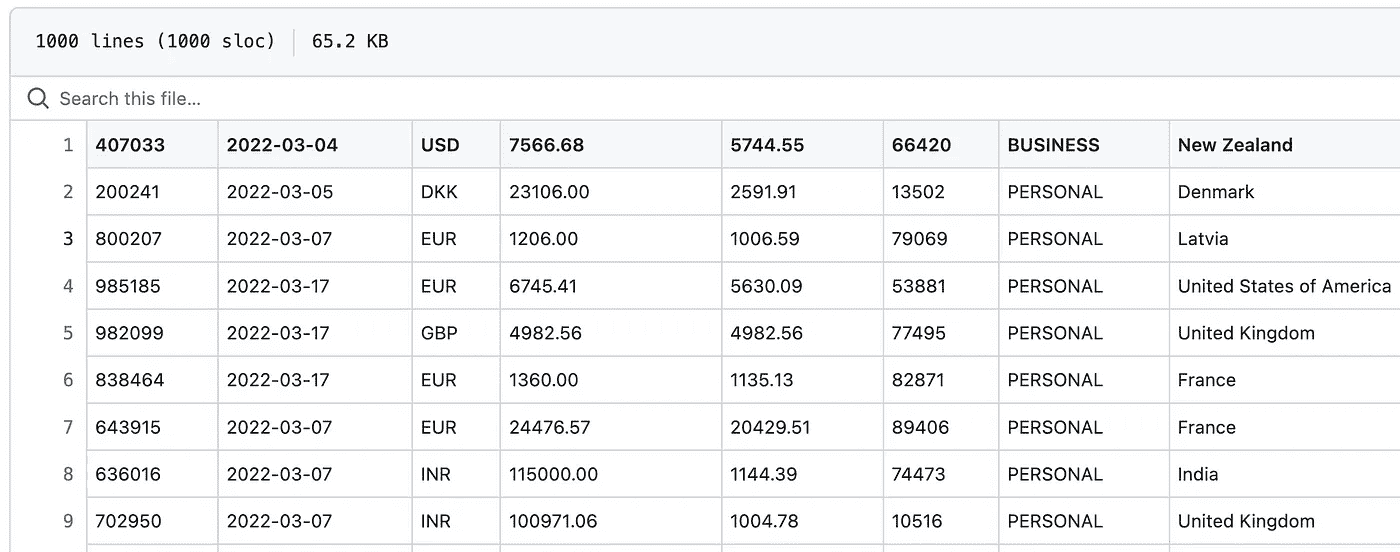 1000 lines (1000 sloc) 65.2 KB
Search this file...
1 407033 2022-03-04 USD 7566.68 5744.55 66420 BUSINESS New Zealand
2 200241 2022-03-05 DKK 23106.00 2591.91 13502 PERSONAL Denmark
3 800207 2022-03-07 EUR 1206.00 1006.59 79069 PERSONAL Latvia
4 985185 2022-03-17 EUR 6745.41 5630.09 53881 PERSONAL United States of America
5 982099 2022-03-17 GBP 4982.56 4982.56 77495 PERSONAL United Kingdom
6 838464 2022-03-17 EUR 1360.00 1135.13 82871 PERSONAL France
7 643915 2022-03-07 EUR 24476.57 20429.51 89406 PERSONAL France
8 636016 2022-03-07 INR 115000.00 1144.39 74473 PERSONAL India
9 702950 2022-03-07 INR 100971.06 1004.78 10516 PERSONAL United Kingdom